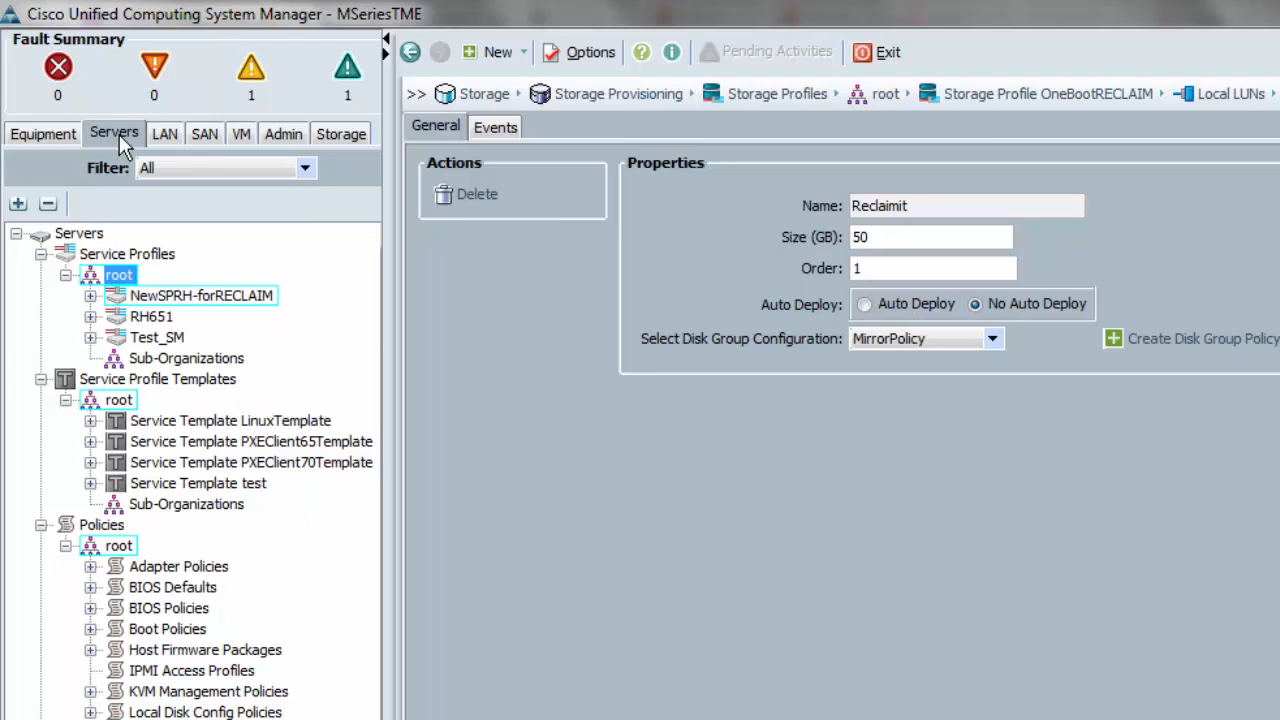 Cisco Unified Computing System Manager - MSeriesTME
Fault Summary
0 0 1 1
New Options Pending Activities Exit
>> Storage Storage Provisioning Storage Profiles root Storage Profile OneBootRECLAIM Local LUNs
Equipment Servers LAN SAN VM Admin Storage
General Events
Filter: All
Actions
Delete
Properties
Name: Reclaimit
Size (GB): 50
Order: 1
Auto Deploy: Auto Deploy No Auto Deploy
Select Disk Group Configuration: MirrorPolicy Create Disk Group Policy
Servers
Service Profiles
root
NewSPRH-forRECLAIM
RH651
Test_SM
Sub-Organizations
Service Profile Templates
root
Service Template LinuxTemplate
Service Template PXEClient65Template
Service Template PXEClient70Template
Service Template test
Sub-Organizations
Policies
root
Adapter Policies
BIOS Defaults
BIOS Policies
Boot Policies
Host Firmware Packages
IPMI Access Profiles
KVM Management Policies
Local Disk Config Policies